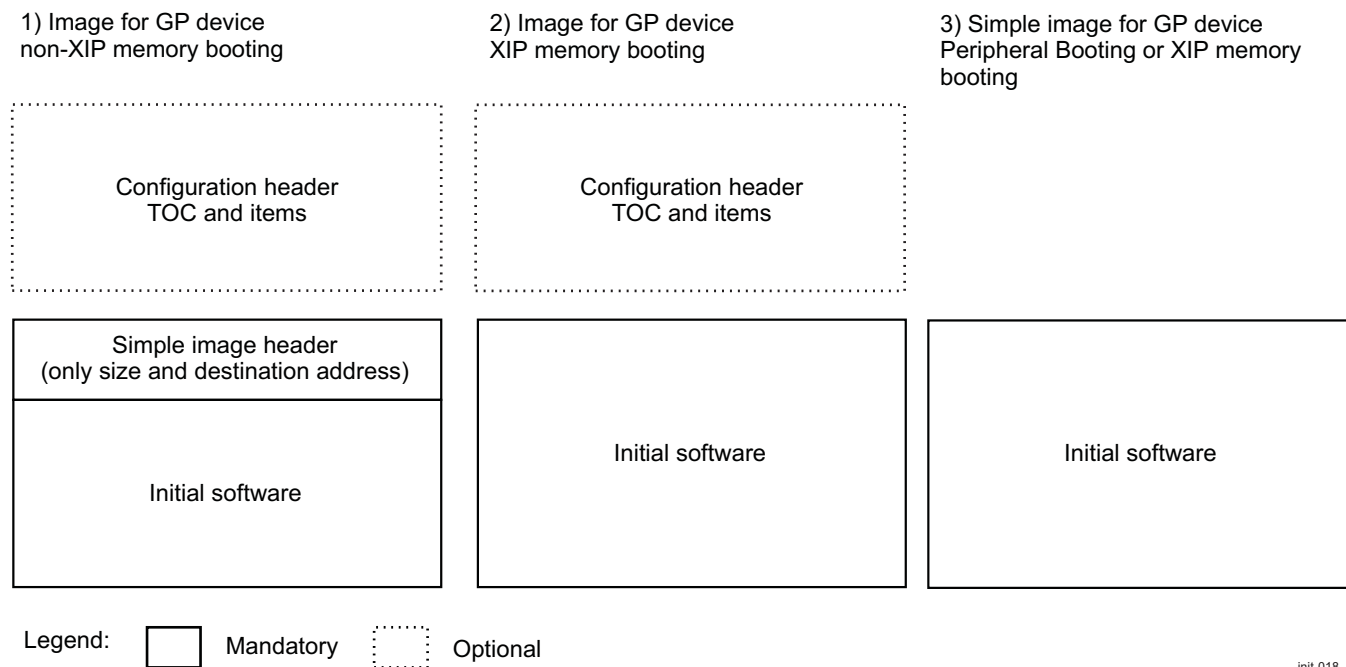 1) Image for GP device
non-XIP memory booting
2) Image for GP device
XIP memory booting
3) Simple image for GP device
Peripheral Booting or XIP memory
booting
Configuration header
TOC and items
Configuration header
TOC and items
Simple image header
(only size and destination address)
Initial software
Initial software
Initial software
Legend:
Mandatory
Optional
init-018